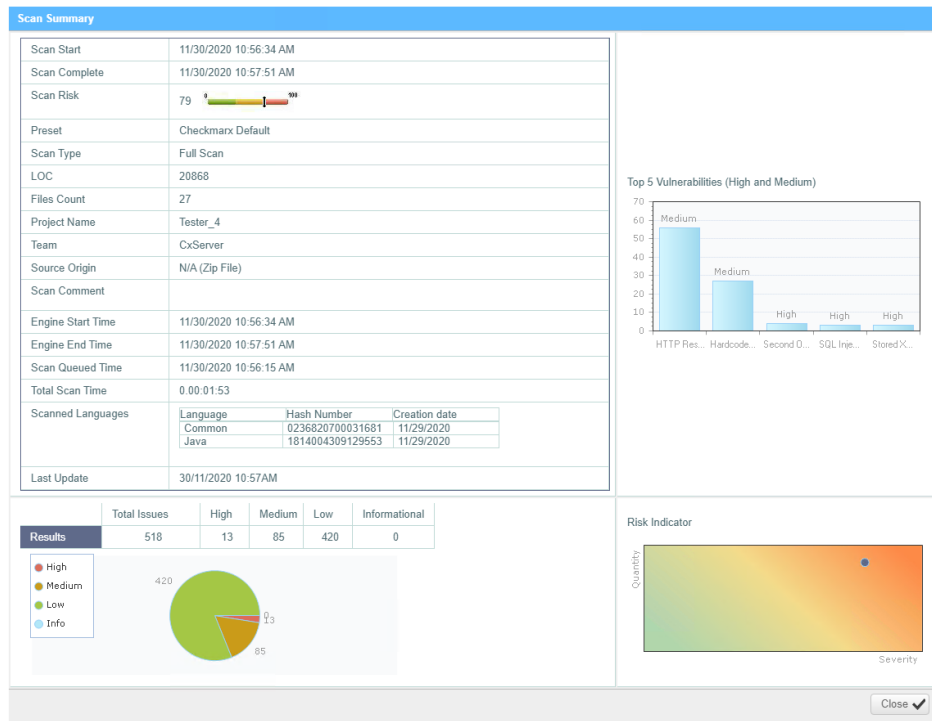 Scan Summary
Scan Start 11/30/2020 10:56:34 AM
Scan Complete 11/30/2020 10:57:51 AM
Scan Risk 79 0 100
Preset Checkmarx Default
Scan Type Full Scan
LOC 20868
Files Count 27
Project Name Tester_4
Team CxServer
Source Origin N/A (Zip File)
Scan Comment
Engine Start Time 11/30/2020 10:56:34 AM
Engine End Time 11/30/2020 10:57:51 AM
Scan Queued Time 11/30/2020 10:56:15 AM
Total Scan Time 0.00:01:53
Scanned Languages
Language Hash Number Creation date
Common 0236820700031681 11/29/2020
Java 1814004309129553 11/29/2020
Last Update 30/11/2020 10:57AM
Top 5 Vulnerabilities (High and Medium)
70
60
50
40
30
20
10
0
Medium
Medium
High
High
High
HTTP Res... Hardcode... Second O... SQL Inje... Stored X...
Total Issues High Medium Low Informational
Results 518 13 85 420 0
High
Medium
Low
Info
420
0
13
85
Risk Indicator
Quantity
Severity
Close